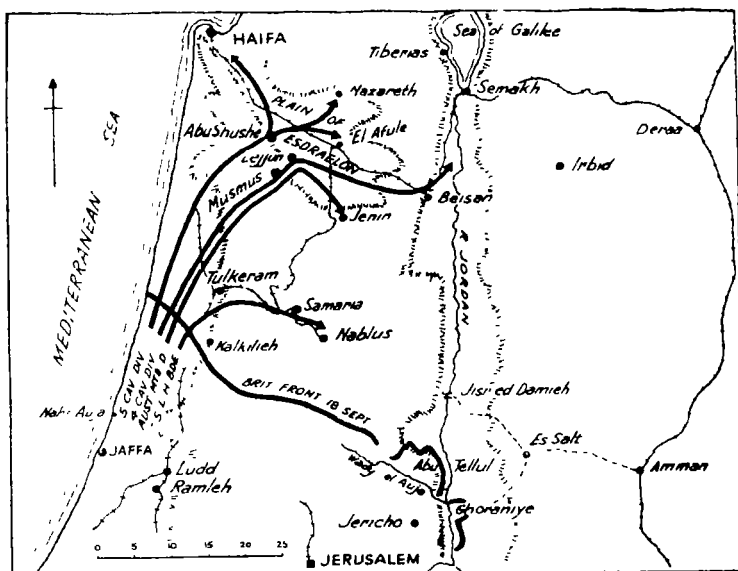 HAIFA
Sea of Galilee
Tiberias
Semakh
Nazareth
PLAIN OF
ESDRAELON
Abu Shushe
El Afule
Lejjun
Musmus
Deraa
Irbid
Beisan
Jenin
SEA
MEDITERRANEAN
R. JORDAN
Tulkeram
Samaria
Nablus
Kalkilieh
5 CAV DIV
4 CAV DIV
AUST MTD D
5 L H BDE
BRIT FRONT 18 SEPT
Nahr Auja
JAFFA
Ludd
Ramleh
Jisr ed Damieh
Es Salt
Amman
Abu Tellul
Wady el Auja
Ghoraniye
Jericho
JERUSALEM
0 5 10 15 20 25